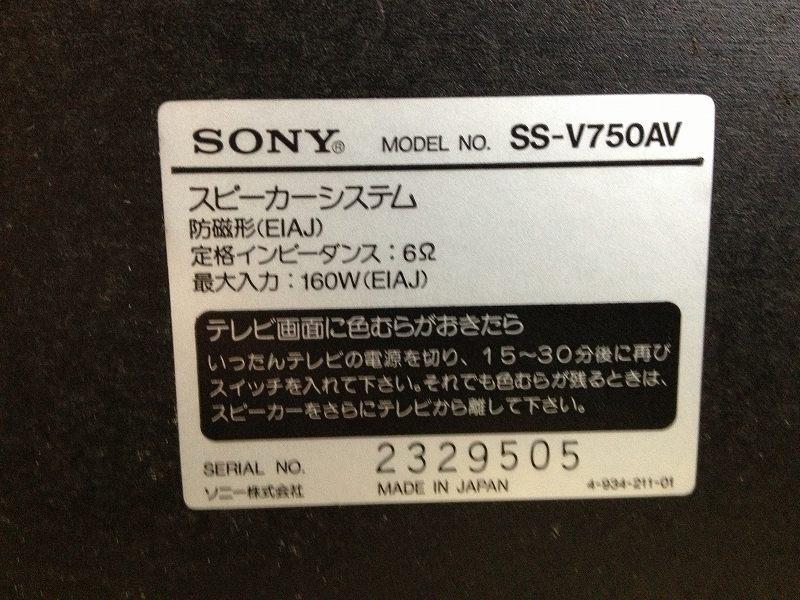 SONY® MODEL NO. SS-V750AV
スピーカーシステム
防磁形(EIAJ)
定格インピーダンス：6Ω
最大入力：160W(EIAJ)
テレビ画面に色むらがおきたら
いったんテレビの電源を切り、15〜30分後に再び
スイッチを入れて下さい。それでも色むらが残るときは、
スピーカーをさらにテレビから離して下さい。
SERIAL NO. 2329505
ソニー株式会社 MADE IN JAPAN 4-934-211-01